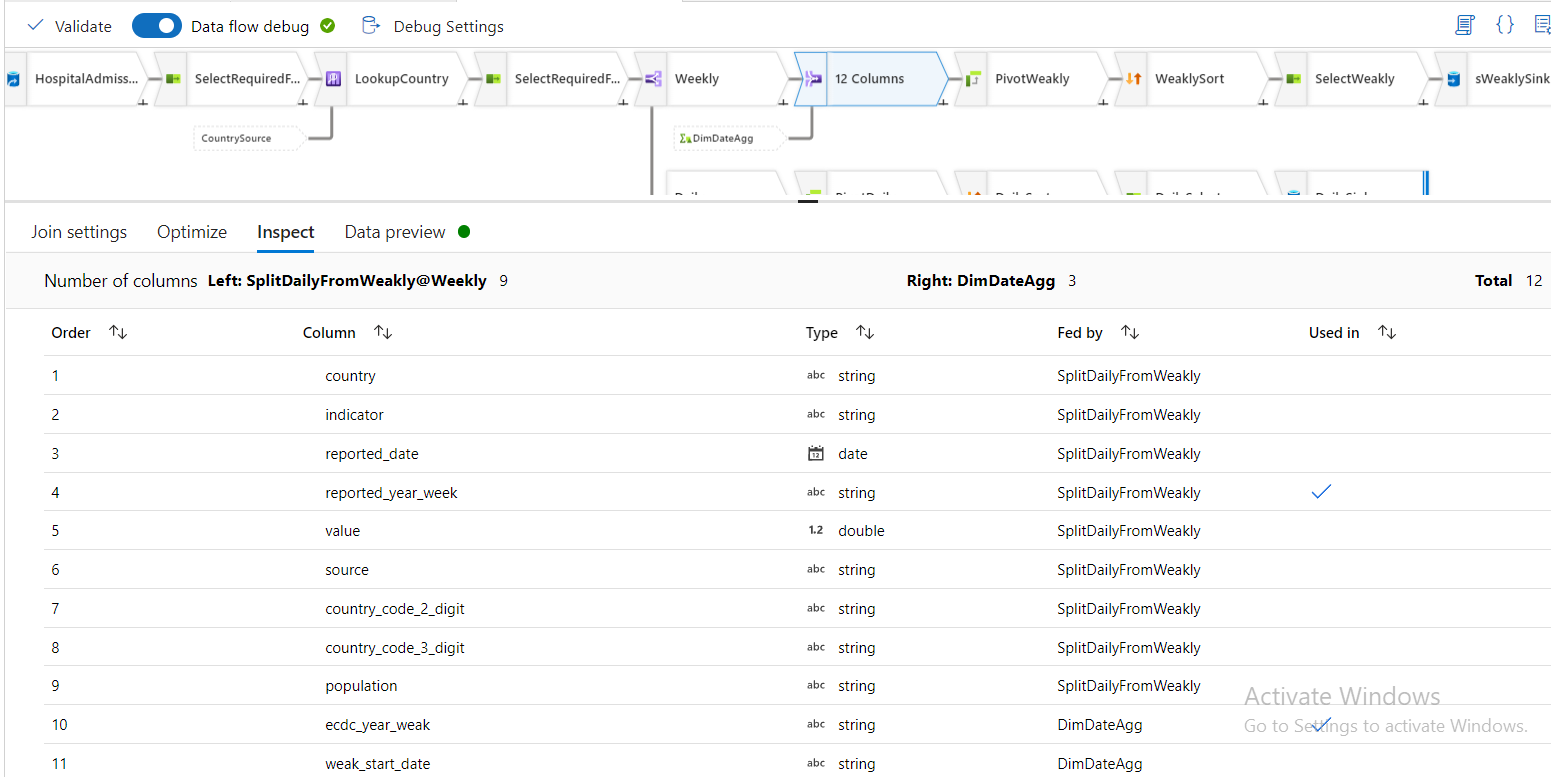 Validate Data flow debug Debug Settings
HospitalAdmiss... SelectRequiredF... LookupCountry SelectRequiredF... Weekly 12 Columns PivotWeakly WeaklySort SelectWeakly sWeaklySink
CountrySource DimDateAgg
Join settings Optimize Inspect Data preview
Number of columns Left: SplitDailyFromWeakly@Weekly 9 Right: DimDateAgg 3 Total 12
Order Column Type Fed by Used in
1 country abc string SplitDailyFromWeakly
2 indicator abc string SplitDailyFromWeakly
3 reported_date 12 date SplitDailyFromWeakly
4 reported_year_week abc string SplitDailyFromWeakly
5 value 1.2 double SplitDailyFromWeakly
6 source abc string SplitDailyFromWeakly
7 country_code_2_digit abc string SplitDailyFromWeakly
8 country_code_3_digit abc string SplitDailyFromWeakly
9 population abc string SplitDailyFromWeakly
Activate Windows
10 ecdc_year_weak abc string DimDateAgg
Go to Settings to activate Windows.
11 weak_start_date abc string DimDateAgg